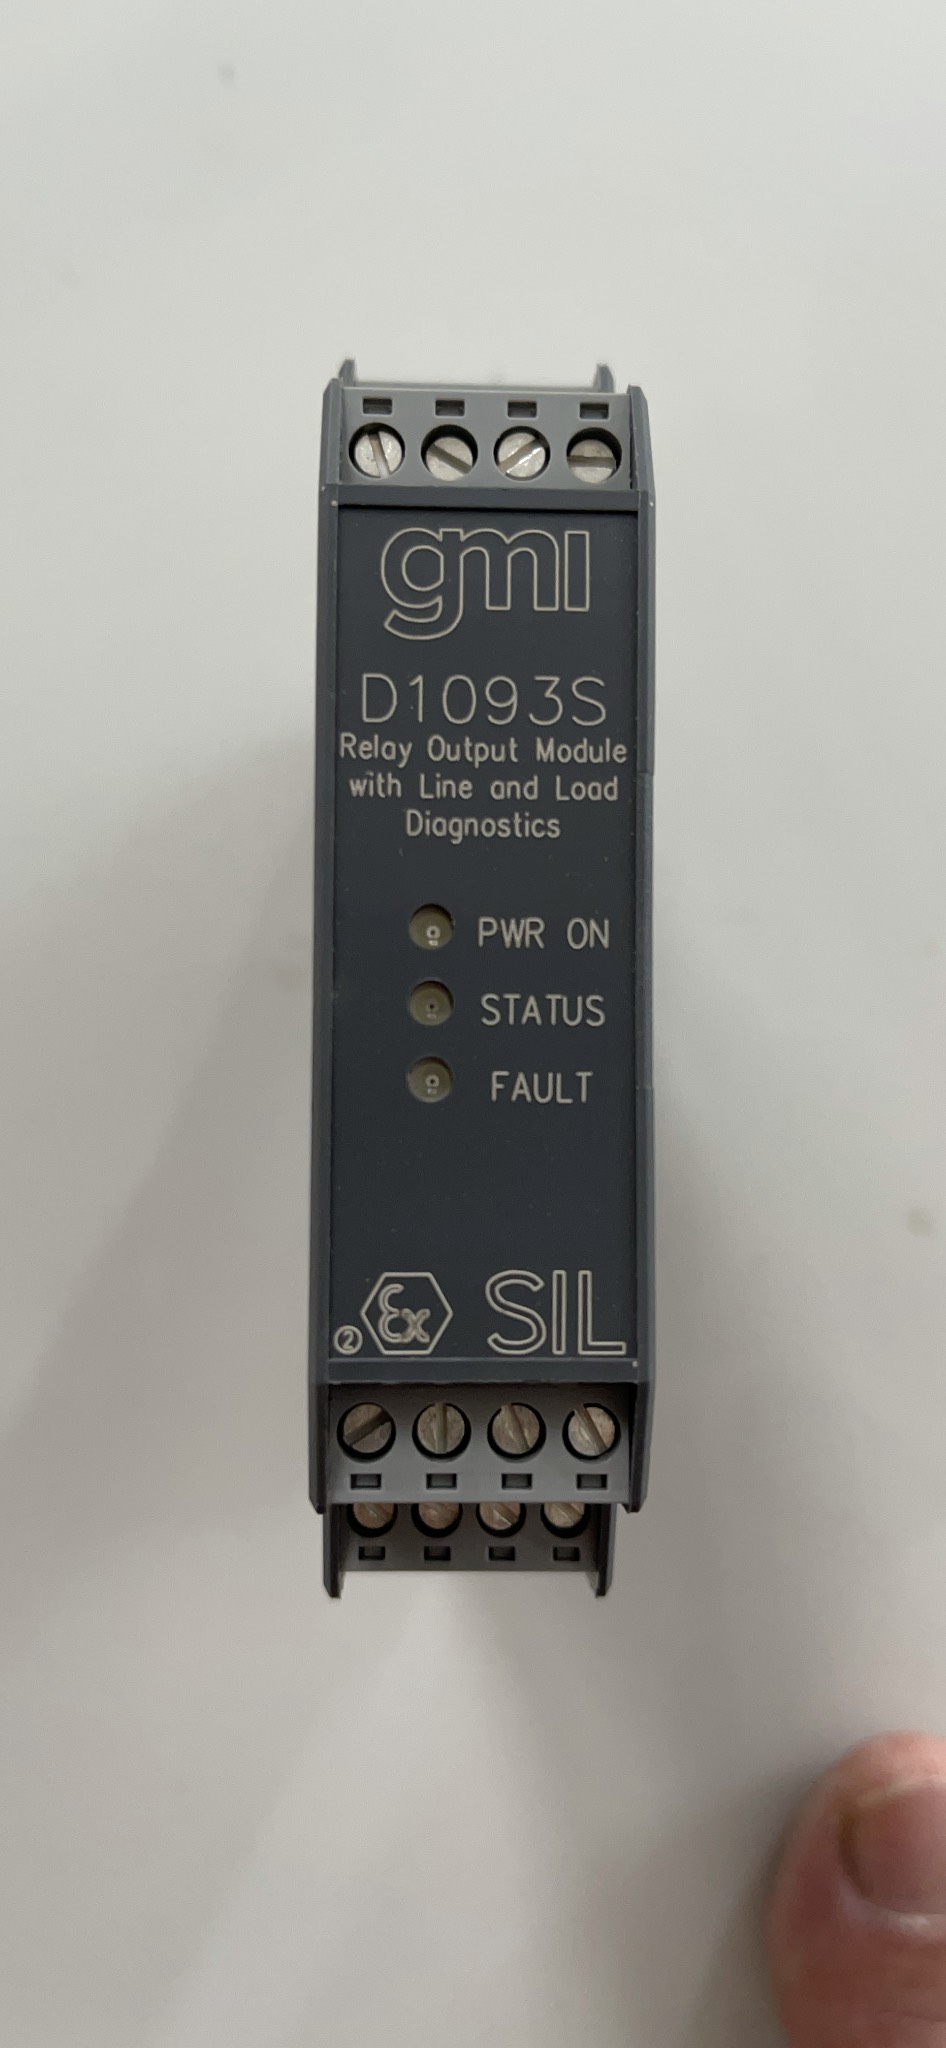 gmi
D1093S
Relay Output Module
with Line and Load
Diagnostics
PWR ON
STATUS
FAULT
2 Ex SIL